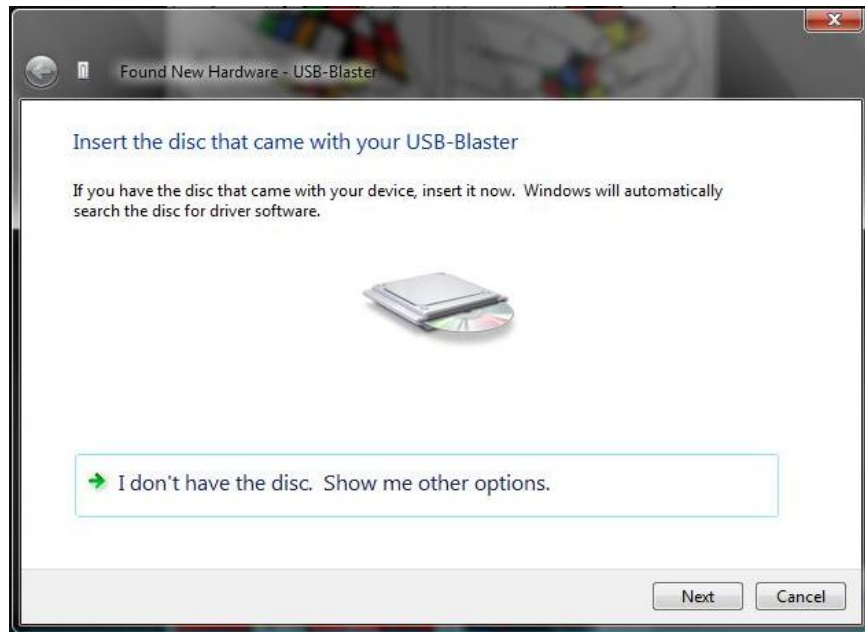 Found New Hardware - USB-Blaster
Insert the disc that came with your USB-Blaster
If you have the disc that came with your device, insert it now.  Windows will automatically
search the disc for driver software.
I don't have the disc.  Show me other options.
Next
Cancel